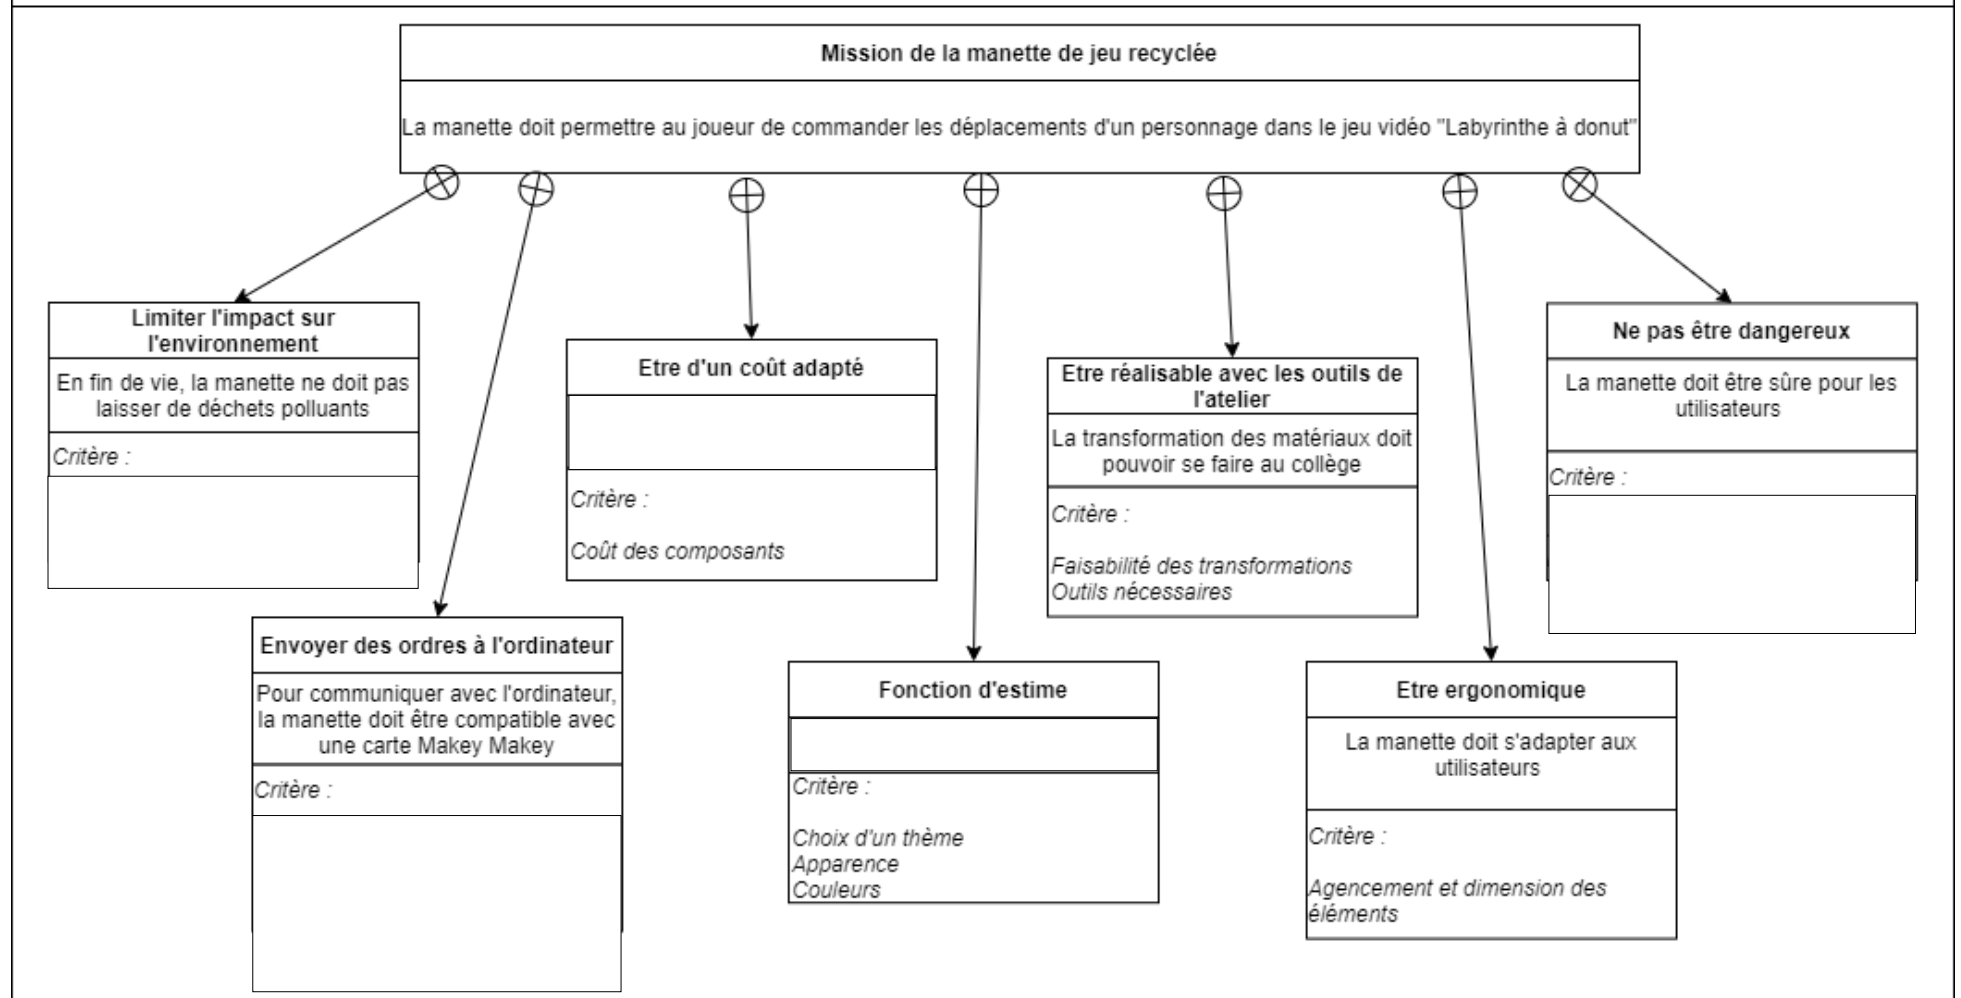 Mission de la manette de jeu recyclée
La manette doit permettre au joueur de commander les déplacements d'un personnage dans le jeu vidéo "Labyrinthe à donut"
Limiter l'impact sur
l'environnement
En fin de vie, la manette ne doit pas
laisser de déchets polluants
Critère :
Envoyer des ordres à l'ordinateur
Pour communiquer avec l'ordinateur,
la manette doit être compatible avec
une carte Makey Makey
Critère :
Etre d'un coût adapté
Critère :
Coût des composants
Fonction d'estime
Critère :
Choix d'un thème
Apparence
Couleurs
Etre réalisable avec les outils de
l'atelier
La transformation des matériaux doit
pouvoir se faire au collège
Critère :
Faisabilité des transformations
Outils nécessaires
Etre ergonomique
La manette doit s'adapter aux
utilisateurs
Critère :
Agencement et dimension des
éléments
Ne pas être dangereux
La manette doit être sûre pour les
utilisateurs
Critère :